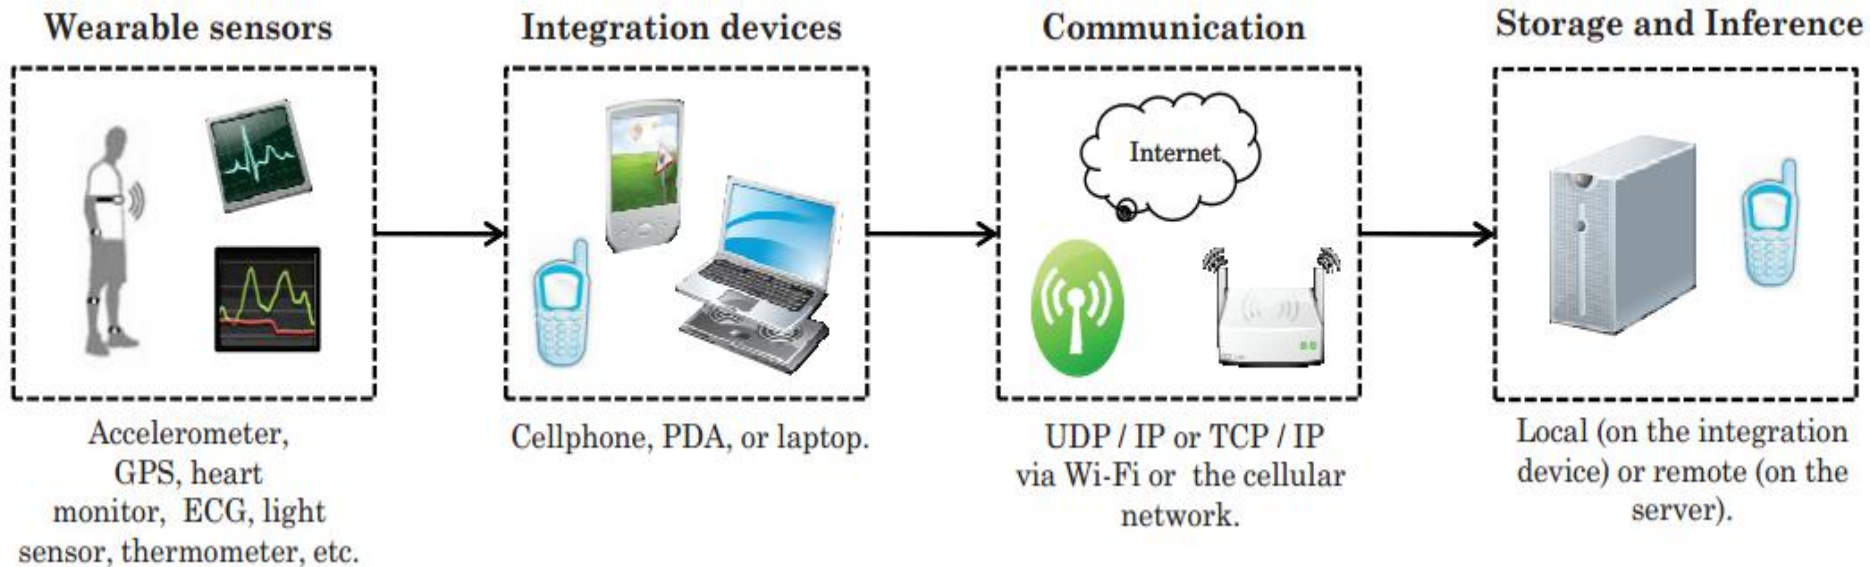 Wearable sensors
Accelerometer,
GPS, heart
monitor, ECG, light
sensor, thermometer, etc.
Integration devices
Cellphone, PDA, or laptop.
Communication
Internet
UDP / IP or TCP / IP
via Wi-Fi or the cellular
network.
Storage and Inference
Local (on the integration
device) or remote (on the
server).